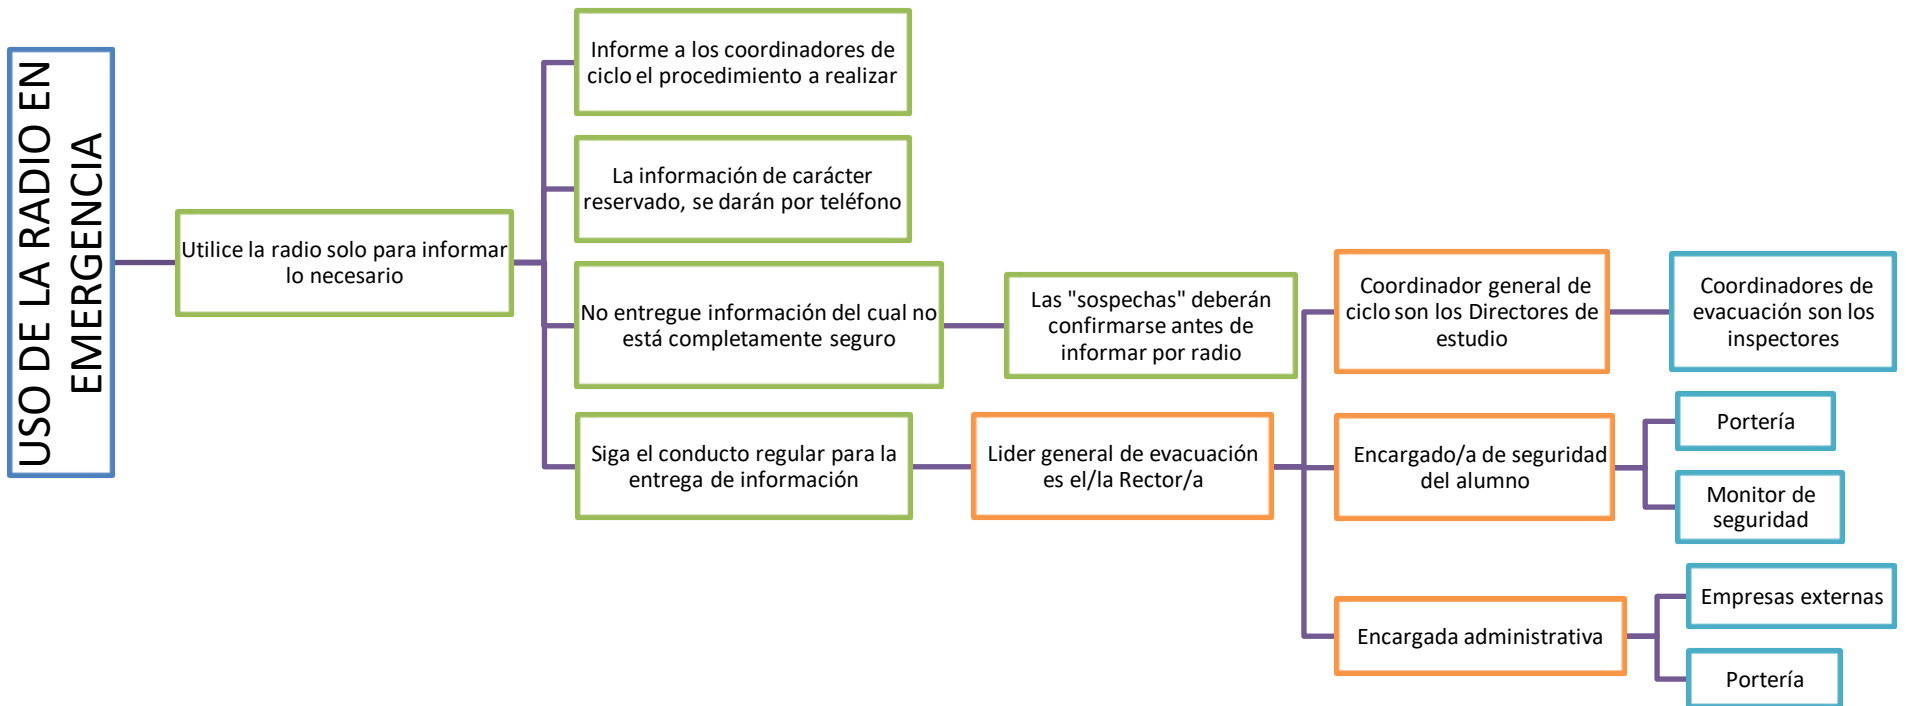 USO DE LA RADIO EN
EMERGENCIA
Utilice la radio solo para informar
lo necesario
Informe a los coordinadores de
ciclo el procedimiento a realizar
La información de carácter
reservado, se darán por teléfono
No entregue información del cual no
está completamente seguro
Las "sospechas" deberán
confirmarse antes de
informar por radio
Siga el conducto regular para la
entrega de información
Lider general de evacuación
es el/la Rector/a
Coordinador general de
ciclo son los Directores de
estudio
Coordinadores de
evacuación son los
inspectores
Encargado/a de seguridad
del alumno
Portería
Monitor de
seguridad
Encargada administrativa
Empresas externas
Portería